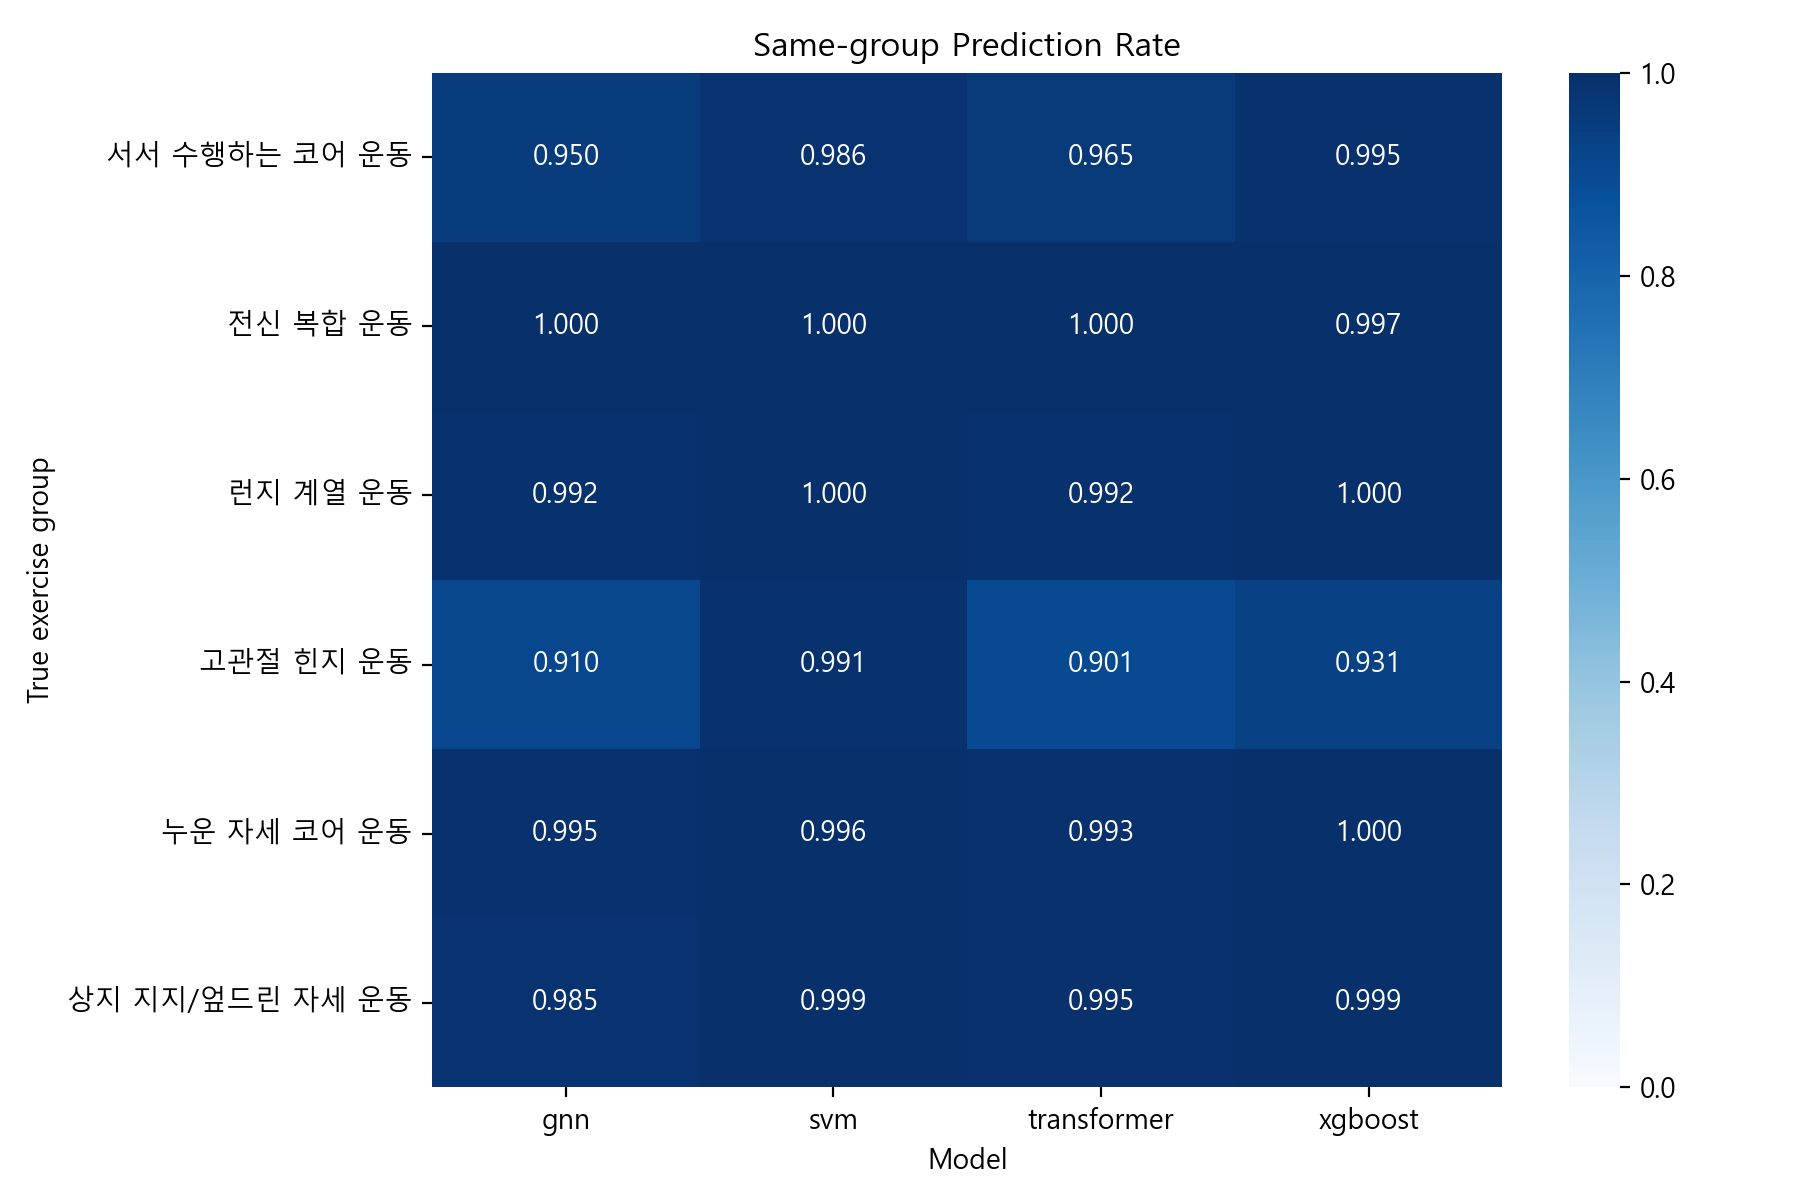 Same-group Prediction Rate
True exercise group
서서 수행하는 코어 운동
0.950 0.986 0.965 0.995
전신 복합 운동
1.000 1.000 1.000 0.997
런지 계열 운동
0.992 1.000 0.992 1.000
고관절 힌지 운동
0.910 0.991 0.901 0.931
누운 자세 코어 운동
0.995 0.996 0.993 1.000
상지 지지/엎드린 자세 운동
0.985 0.999 0.995 0.999
gnn svm transformer xgboost
Model
1.0
0.8
0.6
0.4
0.2
0.0